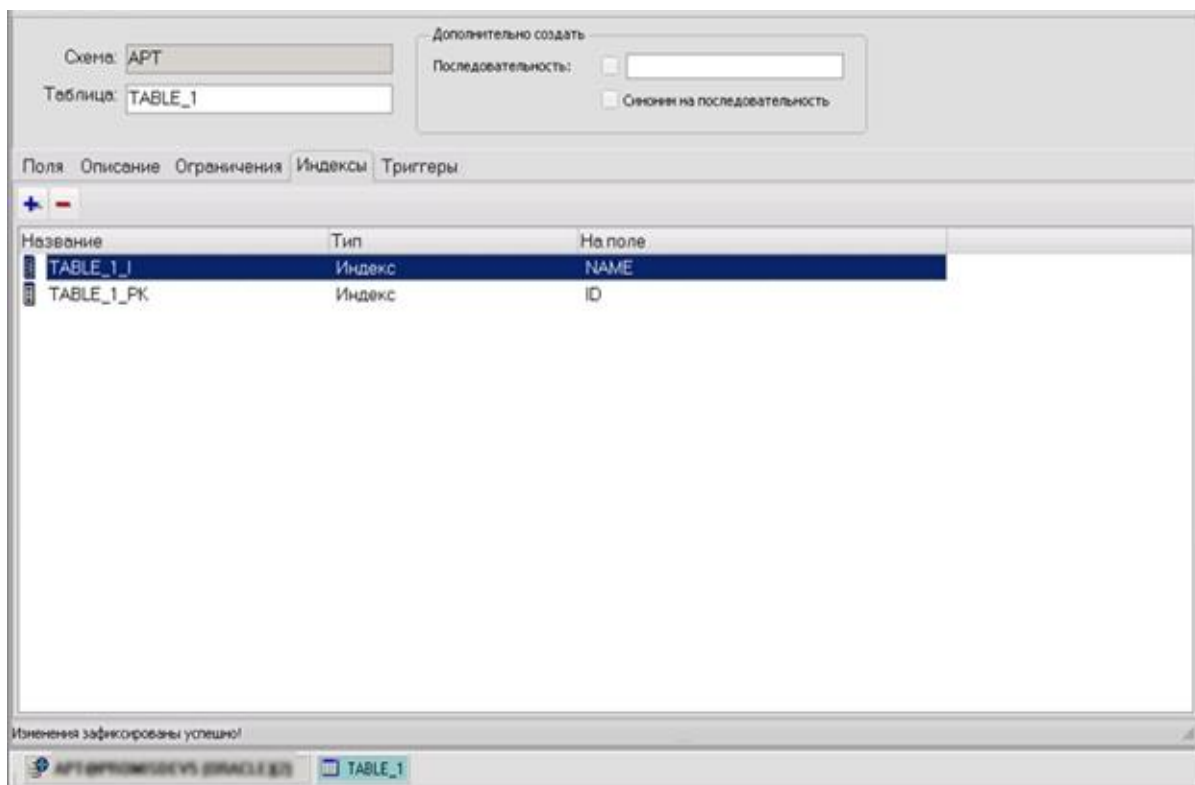 Дополнительно создать
Схема: APT
Последовательность:
Таблица: TABLE_1
Синоним на последовательность
Поля Описание Ограничения Индексы Триггеры
Название Тип На поле
TABLE_1_I Индекс NAME
TABLE_1_PK Индекс ID
Изменения зафиксированы успешно!
TABLE_1